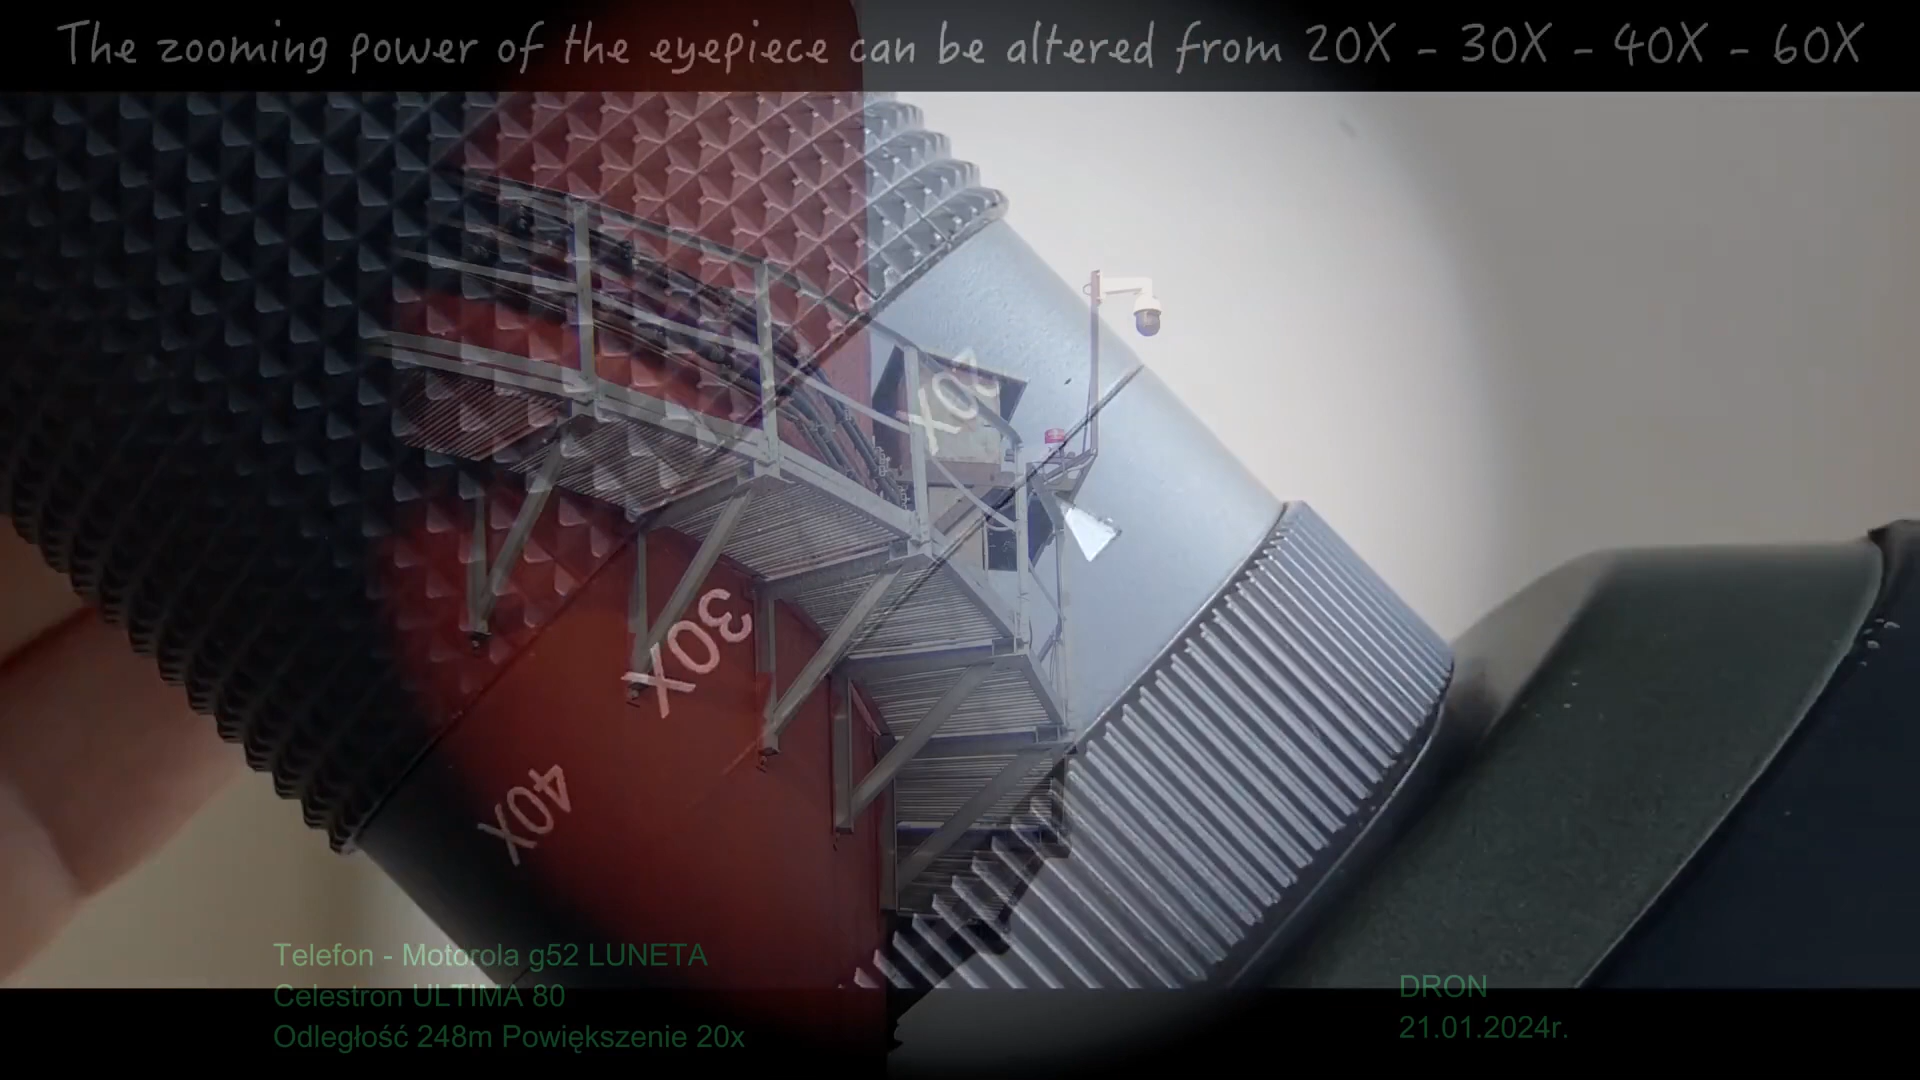 The zooming power of the eyepiece can be altered from 20X - 30X - 40X - 60X
20X
30X
40X
Telefon - Motorola g52 LUNETA
Celestron ULTIMA 80
Odległość 248m Powiększenie 20x
DRON
21.01.2024r.